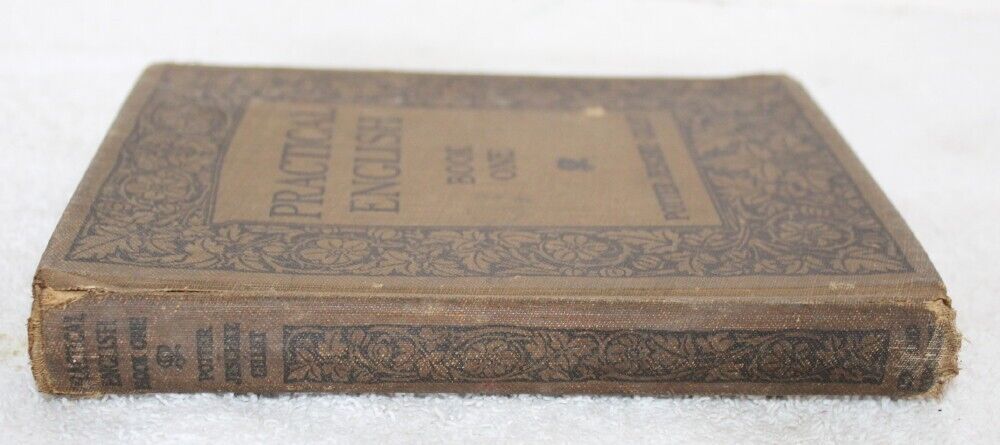 PRACTICAL
ENGLISH
BOOK
ONE
POTTER·JESCHKE·GILLET
PRACTICAL
ENGLISH
BOOK ONE
POTTER
JESCHKE
GILLET